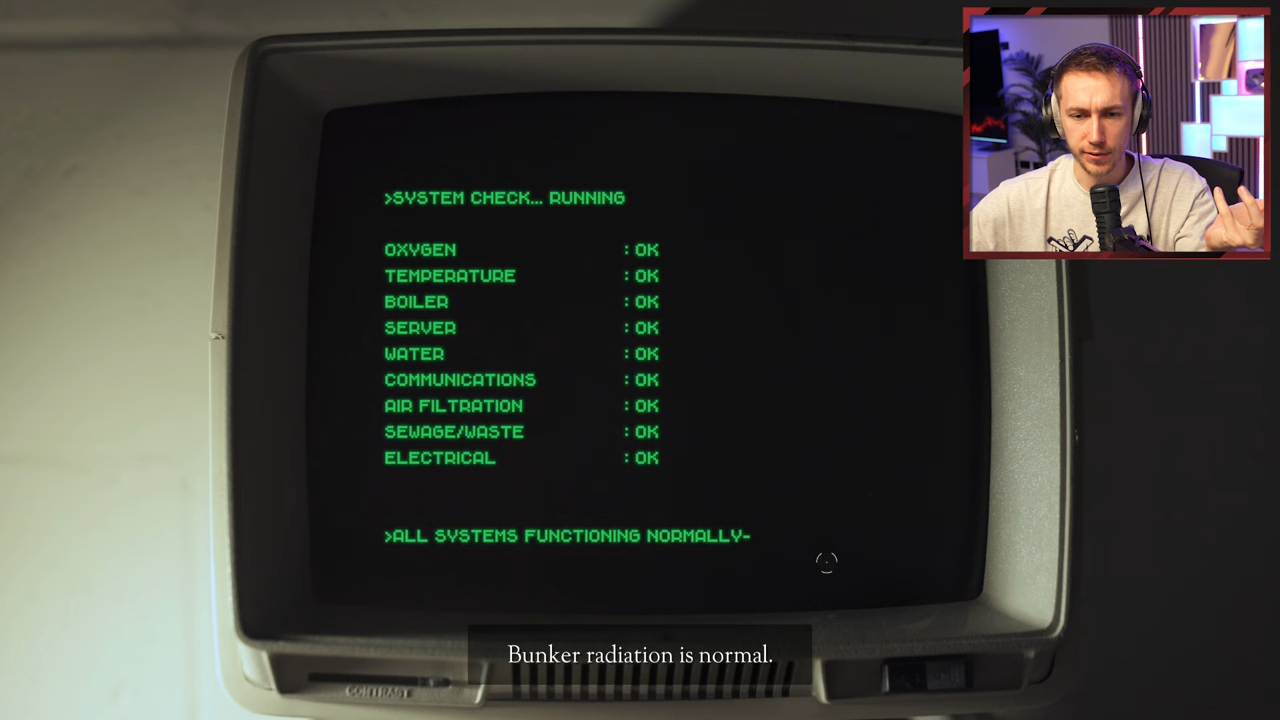 >SYSTEM CHECK... RUNNING
OXYGEN : OK
TEMPERATURE : OK
BOILER : OK
SERVER : OK
WATER : OK
COMMUNICATIONS : OK
AIR FILTRATION : OK
SEWAGE/WASTE : OK
ELECTRICAL : OK
>ALL SYSTEMS FUNCTIONING NORMALLY-
Bunker radiation is normal.
CONTRAST